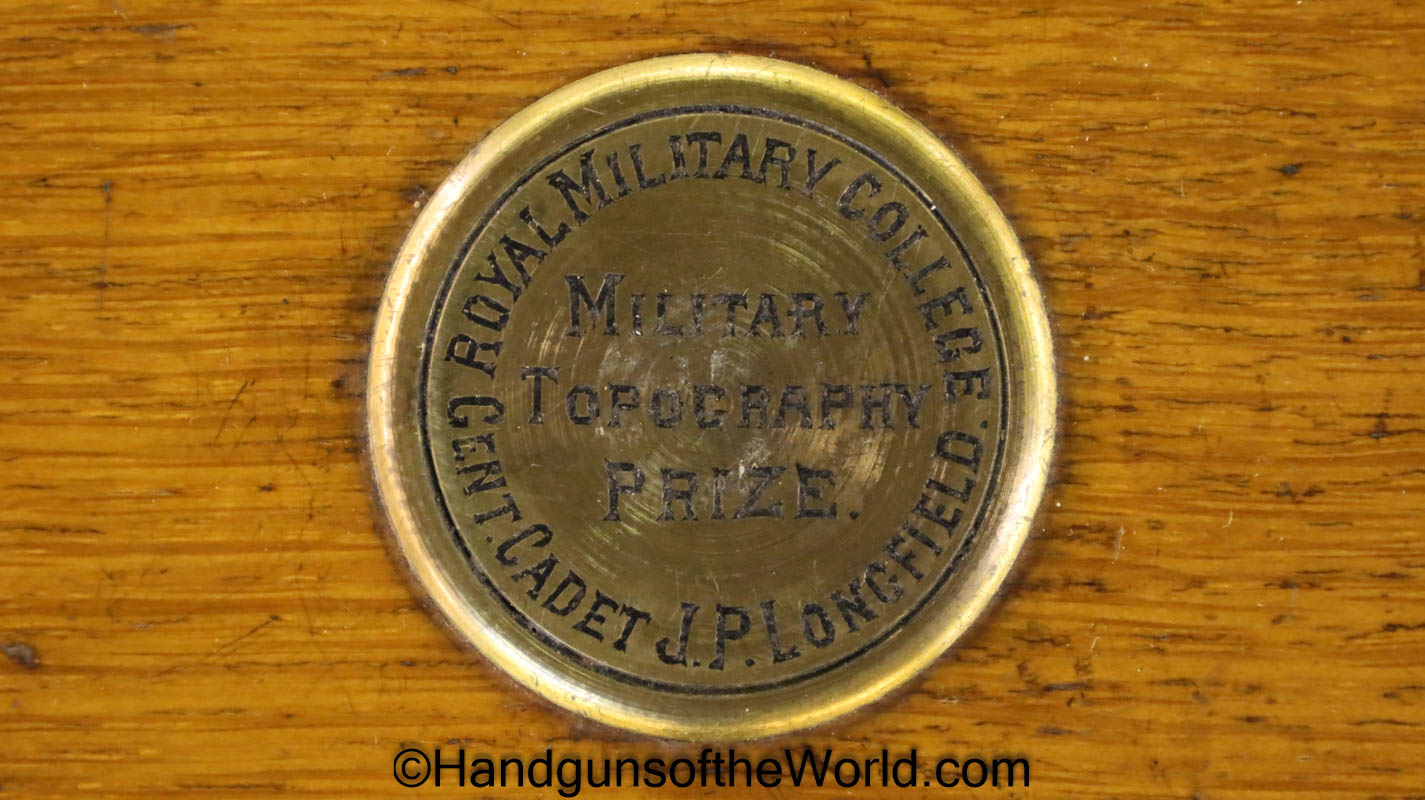 ROYAL MILITARY COLLEGE.
MILITARY
TOPOGRAPHY
PRIZE.
GENT. CADET J.P. LONGFIELD.
©HandgunsoftheWorld.com